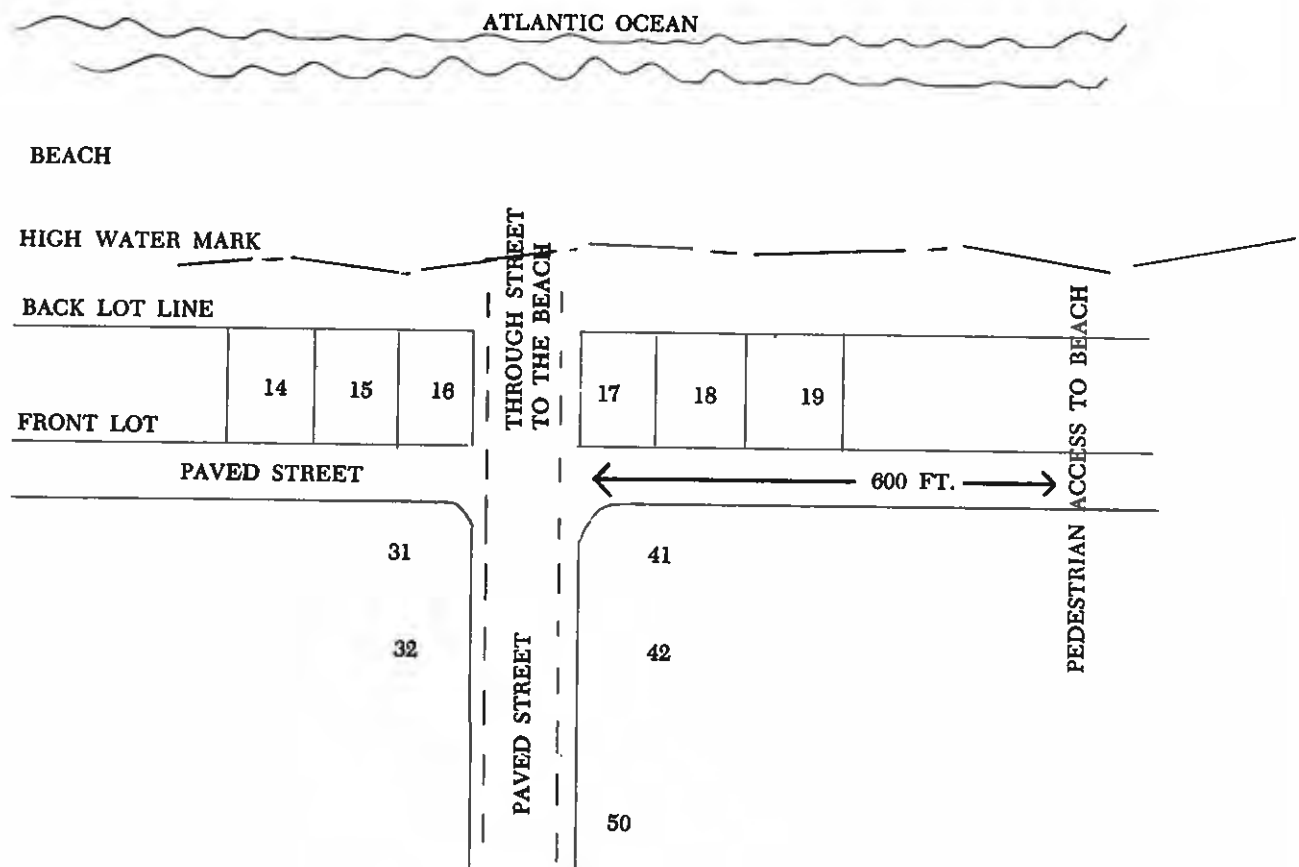 ATLANTIC OCEAN
BEACH
HIGH WATER MARK
THROUGH STREET
TO THE BEACH
BACK LOT LINE
14
15
16
17
18
19
FRONT LOT
PAVED STREET
600 FT.
PEDESTRIAN ACCESS TO BEACH
31
41
32
42
PAVED STREET
50